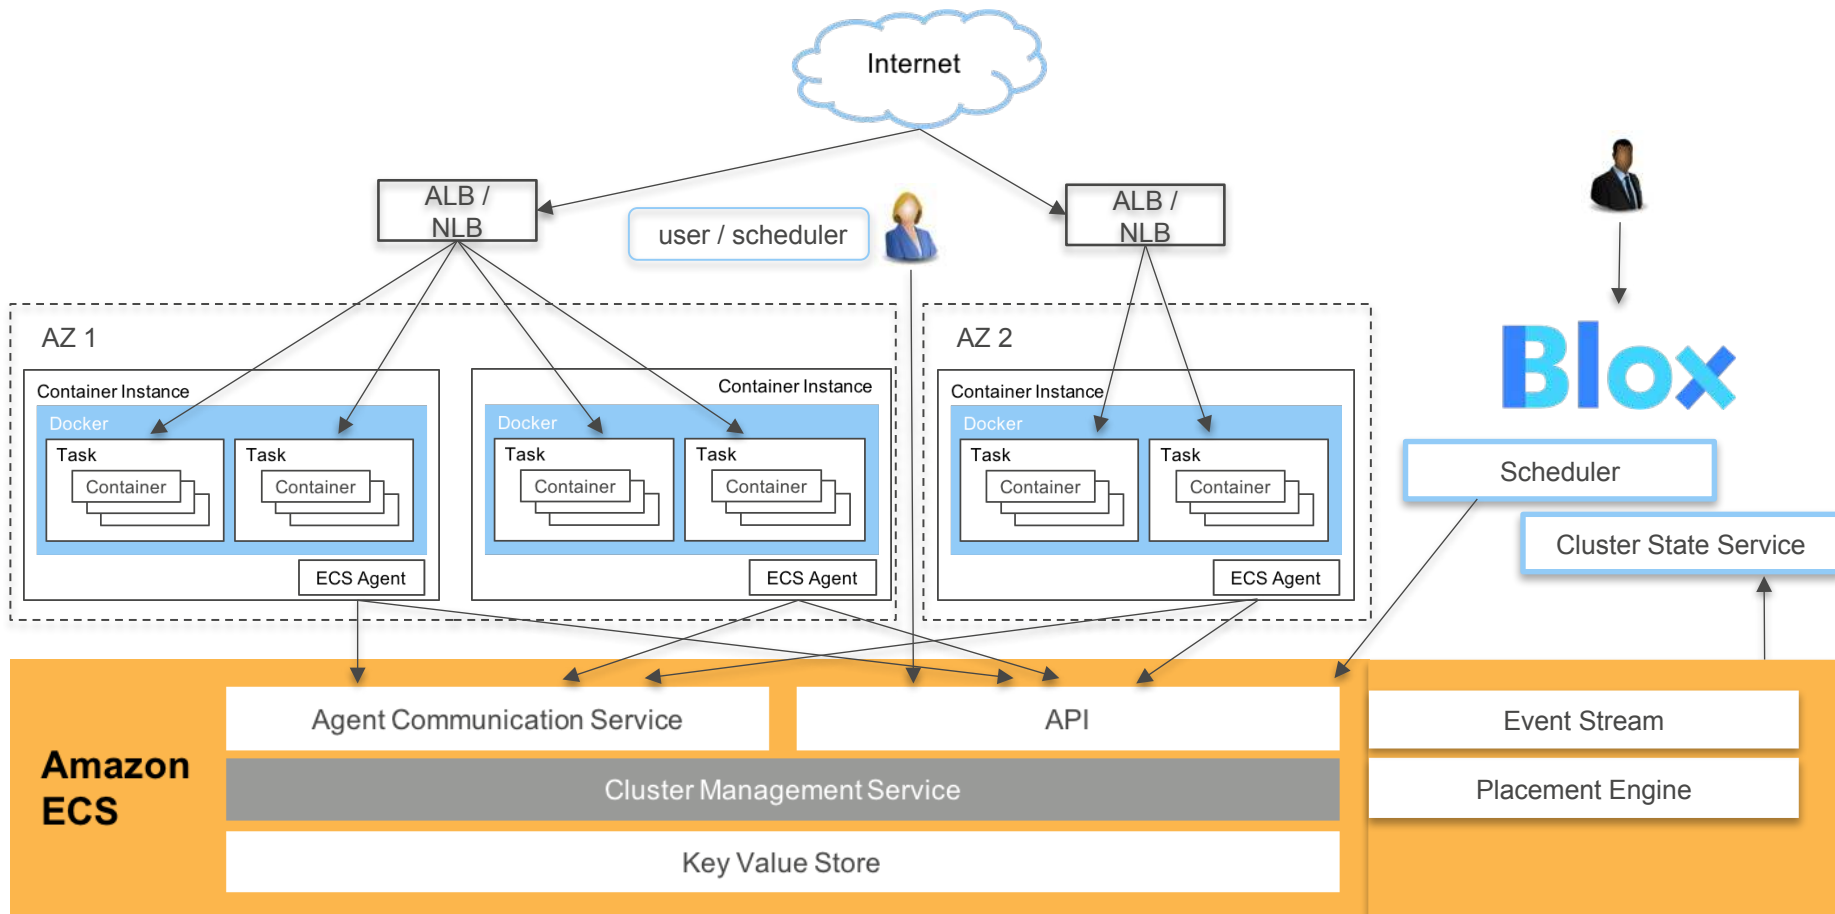 Internet
ALB /
NLB
user / scheduler
ALB /
NLB
AZ 1
Container Instance
Docker
Task
Container
Task
Container
ECS Agent
Container Instance
Docker
Task
Container
Task
Container
ECS Agent
AZ 2
Container Instance
Docker
Task
Container
Task
Container
ECS Agent
Blox
Scheduler
Cluster State Service
Amazon
ECS
Agent Communication Service
API
Cluster Management Service
Key Value Store
Event Stream
Placement Engine